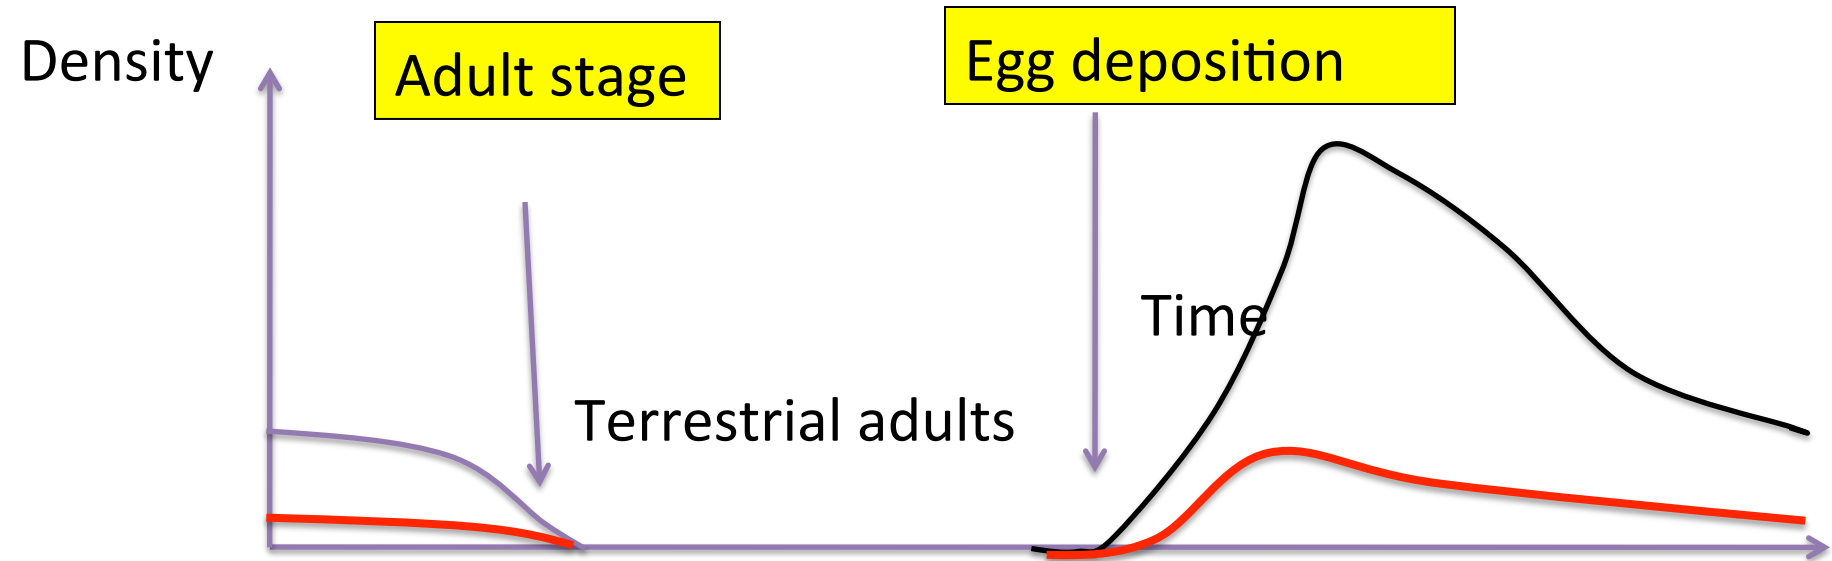 Density
Adult stage
Egg deposition
Time
Terrestrial adults